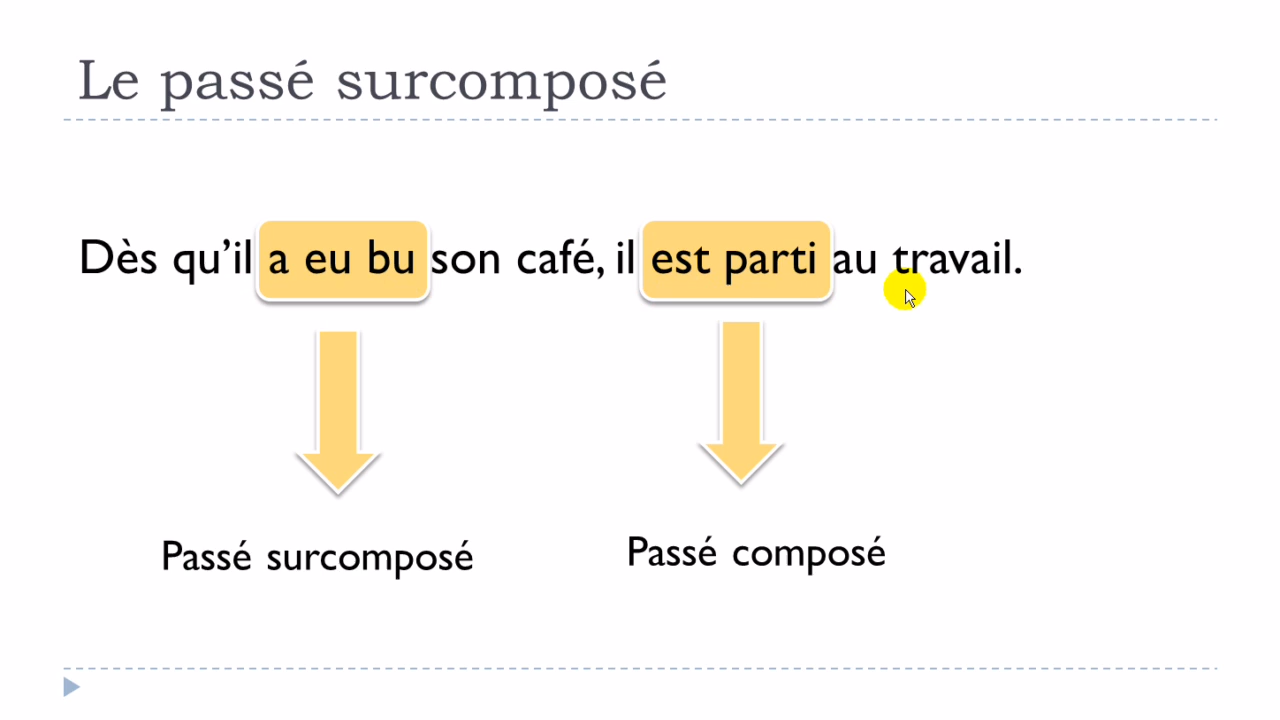 Le passé surcomposé
Dès qu’il a eu bu son café, il est parti au travail.
Passé surcomposé
Passé composé